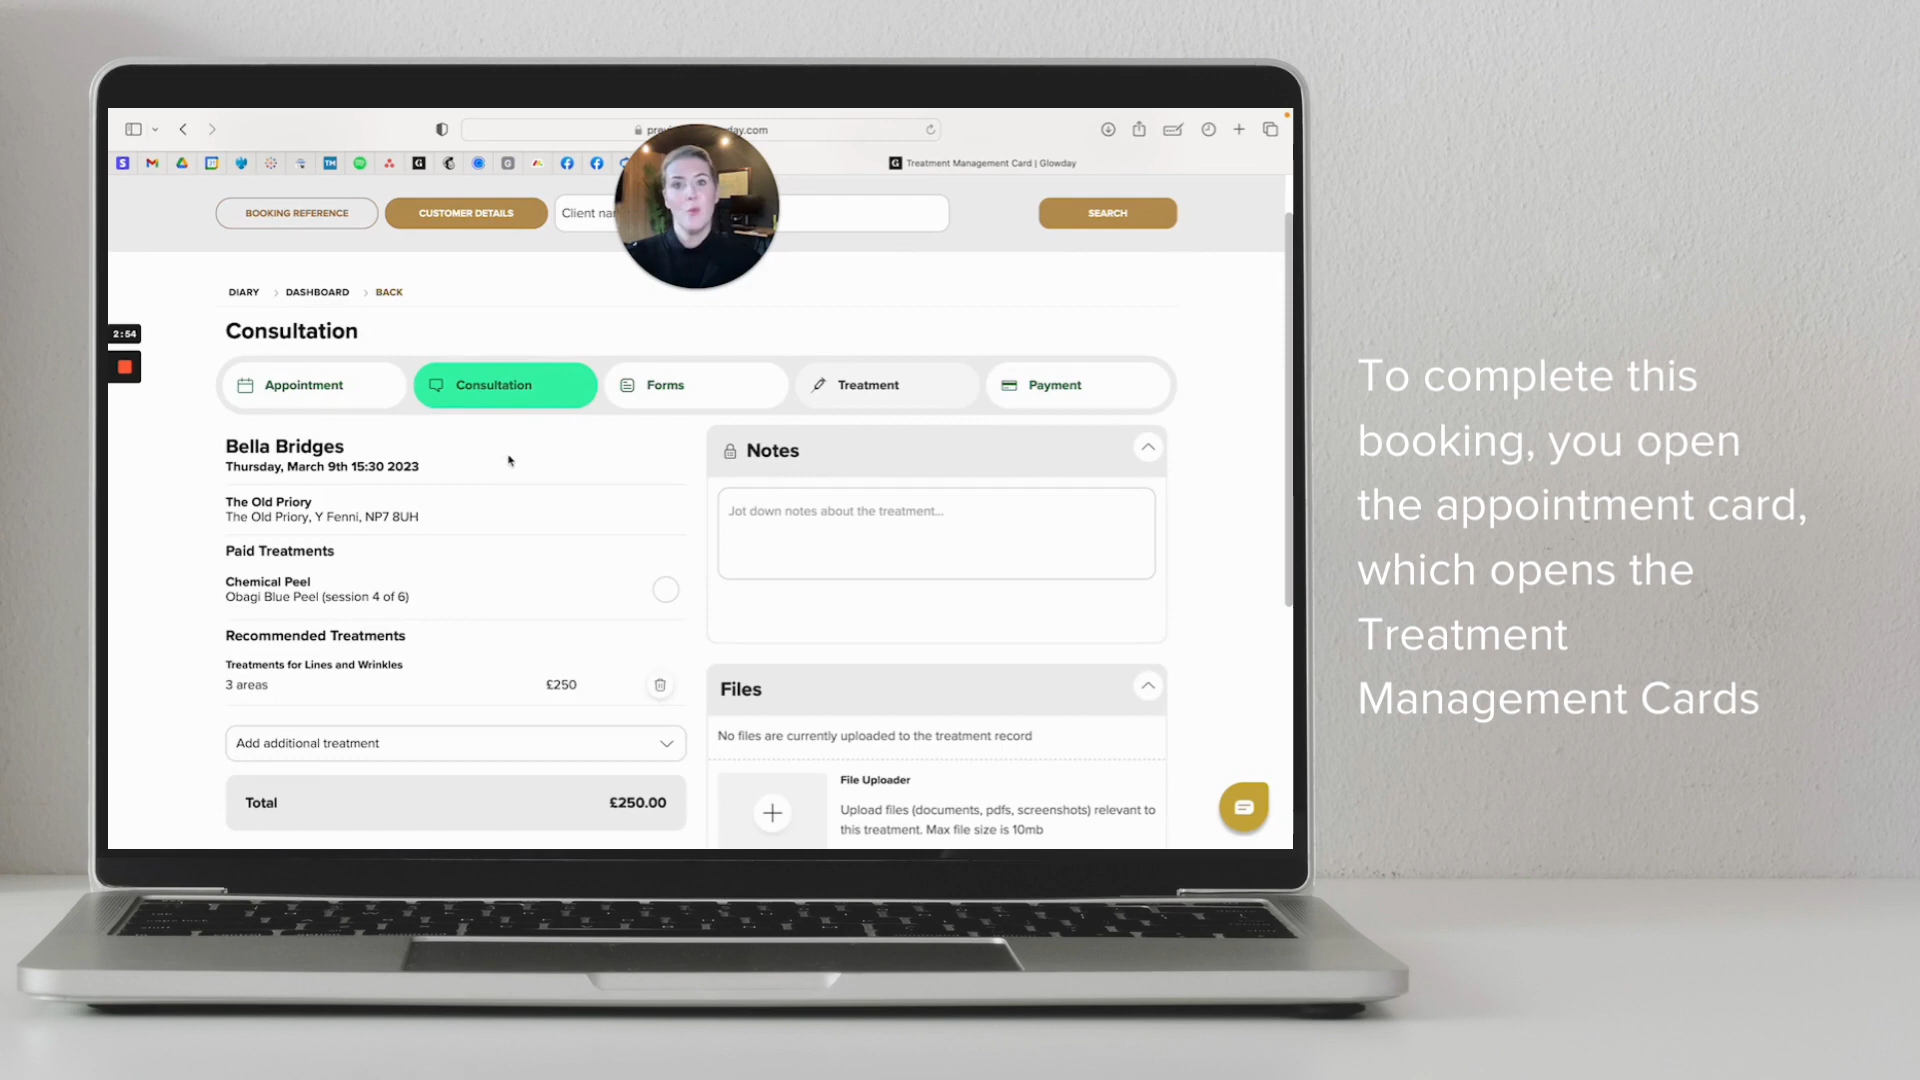 Treatment Management Card | Glowday
BOOKING REFERENCE
CUSTOMER DETAILS
SEARCH
DIARY
DASHBOARD
BACK
2:54
Consultation
Appointment
Consultation
Forms
Treatment
Payment
Bella Bridges
Thursday, March 9th 15:30 2023
The Old Priory
The Old Priory, Y Fenni, NP7 8UH
Paid Treatments
Chemical Peel
Obagi Blue Peel (session 4 of 6)
Recommended Treatments
Treatments for Lines and Wrinkles
3 areas £250
Add additional treatment
Total £250.00
Notes
Jot down notes about the treatment...
Files
No files are currently uploaded to the treatment record
File Uploader
Upload files (documents, pdfs, screenshots) relevant to
this treatment. Max file size is 10mb
To complete this
booking, you open
the appointment card,
which opens the
Treatment
Management Cards